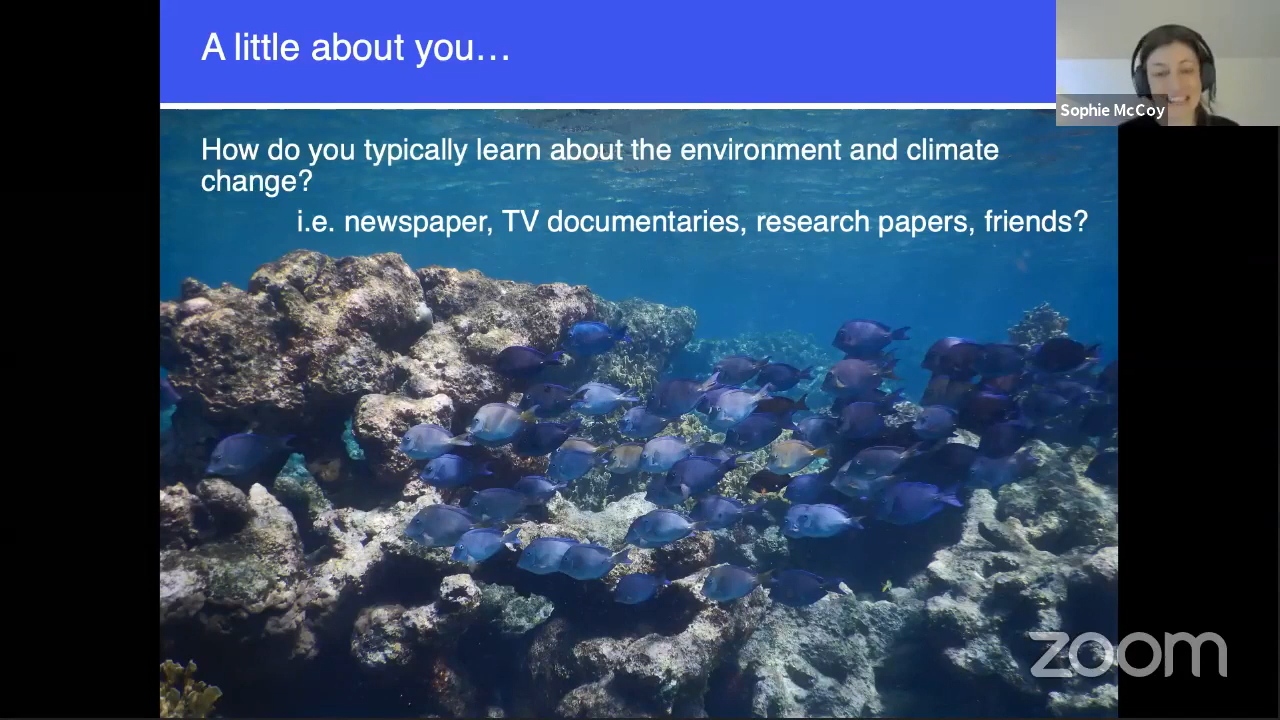 A little about you…
Sophie McCoy
How do you typically learn about the environment and climate
change?
i.e. newspaper, TV documentaries, research papers, friends?
zoom